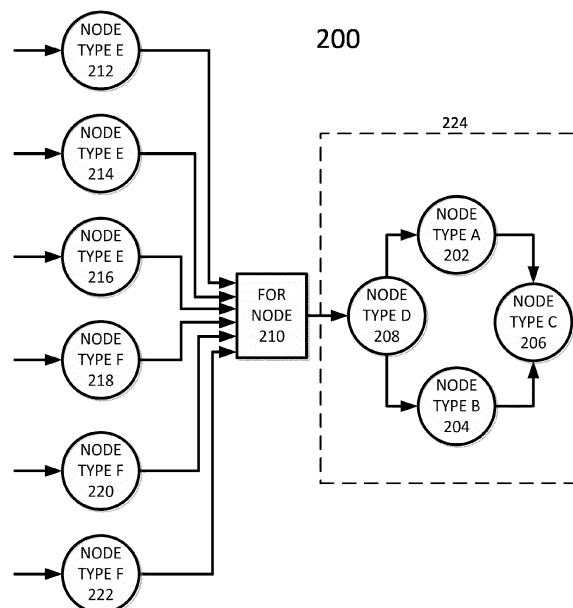 200
NODE
TYPE E
212
NODE
TYPE E
214
NODE
TYPE E
216
NODE
TYPE F
218
NODE
TYPE F
220
NODE
TYPE F
222
FOR
NODE
210
224
NODE
TYPE D
208
NODE
TYPE A
202
NODE
TYPE B
204
NODE
TYPE C
206